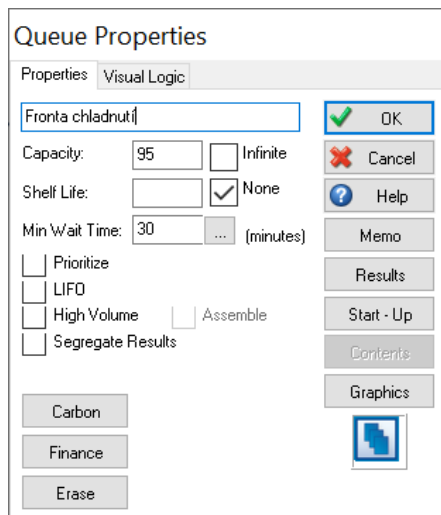 Queue Properties
Properties Visual Logic
Fronta chladnutí OK
Capacity: 95 Infinite Cancel
Shelf Life: None Help
Min Wait Time: 30 ... (minutes) Memo
Prioritize
LIFO Results
High Volume Assemble Start - Up
Segregate Results Contents
Carbon Graphics
Finance
Erase